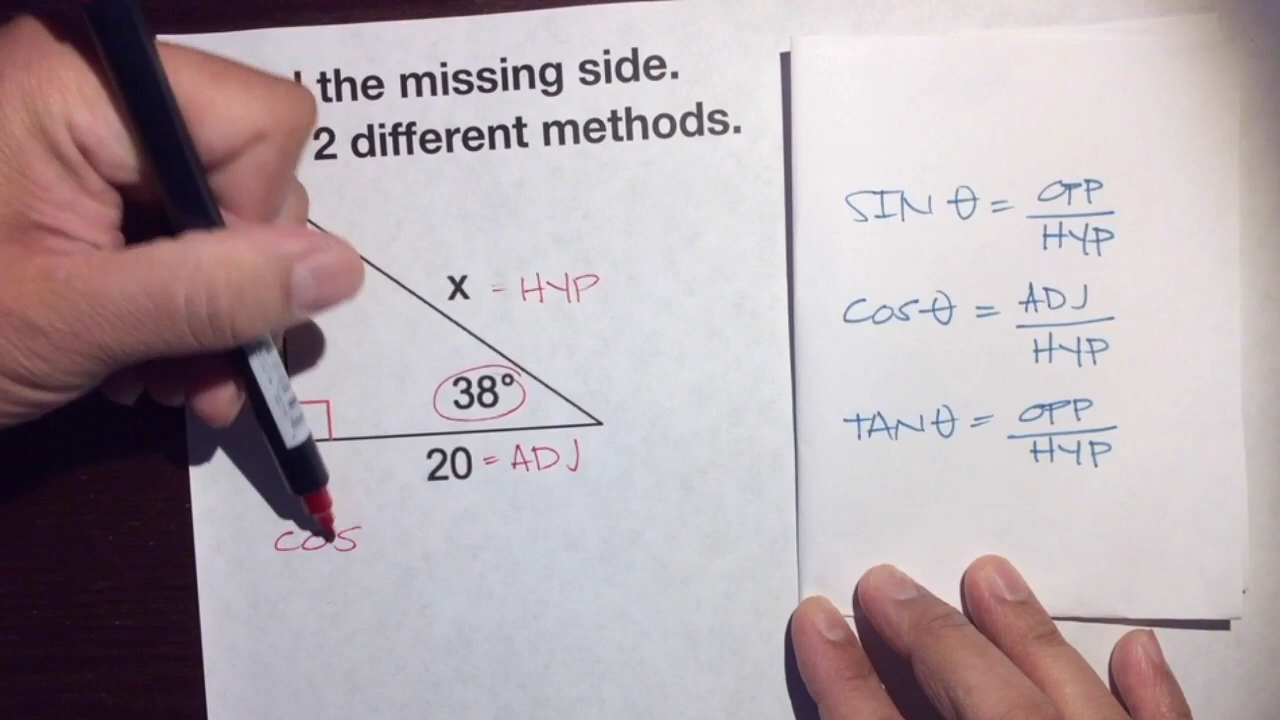 the missing side.
2 different methods.
x = HYP
38°
20 = ADJ
COS
SIN θ = OPP
HYP
COS θ = ADJ
HYP
TAN θ = OPP
HYP